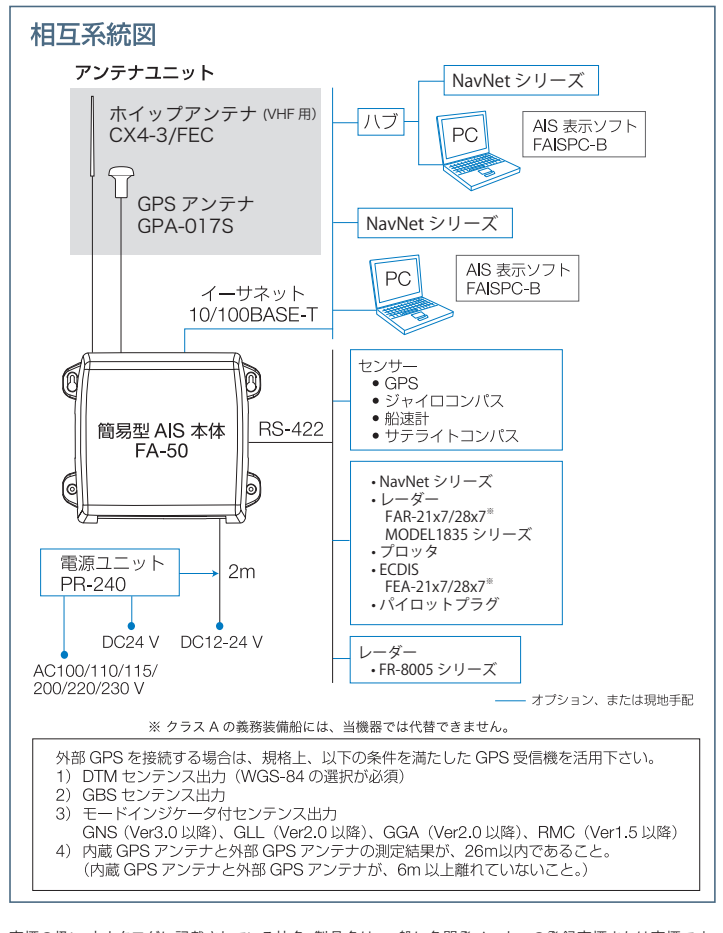 相互系統図
アンテナユニット
ホイップアンテナ (VHF 用)
CX4-3/FEC
GPS アンテナ
GPA-017S
ハブ
NavNet シリーズ
PC
AIS 表示ソフト
FAISPC-B
NavNet シリーズ
PC
AIS 表示ソフト
FAISPC-B
イーサネット
10/100BASE-T
簡易型 AIS 本体
FA-50
RS-422
センサー
• GPS
• ジャイロコンパス
• 船速計
• サテライトコンパス
• NavNet シリーズ
• レーダー
FAR-21x7/28x7※
MODEL1835 シリーズ
• プロッタ
• ECDIS
FEA-21x7/28x7※
• パイロットプラグ
レーダー
• FR-8005 シリーズ
電源ユニット
PR-240
2m
DC24 V
DC12-24 V
AC100/110/115/
200/220/230 V
オプション、または現地手配
※ クラス A の義務装備船には、当機器では代替できません。
外部 GPS を接続する場合は、規格上、以下の条件を満たした GPS 受信機を活用下さい。
1) DTM センテンス出力（WGS-84 の選択が必須）
2) GBS センテンス出力
3) モードインジケータ付センテンス出力
GNS（Ver3.0 以降）、GLL（Ver2.0 以降）、GGA（Ver2.0 以降）、RMC（Ver1.5 以降）
4) 内蔵 GPS アンテナと外部 GPS アンテナの測定結果が、26m以内であること。
（内蔵 GPS アンテナと外部 GPS アンテナが、6m 以上離れていないこと。）